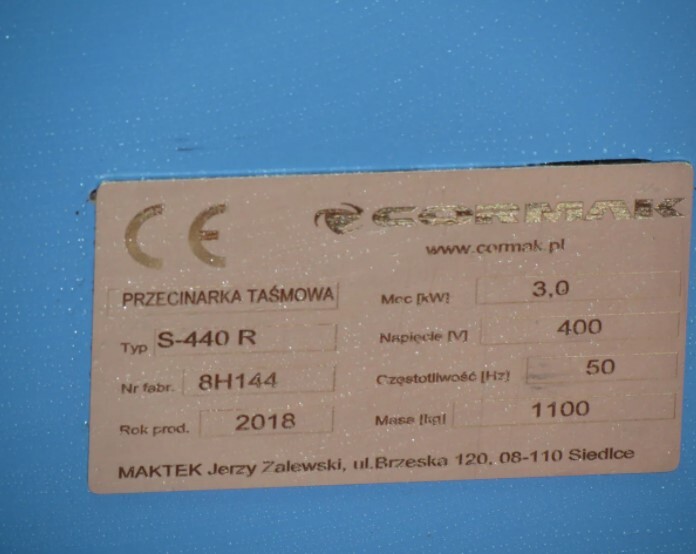 CE CORMAK
www.cormak.pl
PRZECINARKA TAŚMOWA
Typ S-440 R
Nr fabr. 8H144
Rok prod. 2018
Moc [kW] 3,0
Napięcie [V] 400
Częstotliwość [Hz] 50
Masa [kg] 1100
MAKTEK Jerzy Zalewski, ul.Brzeska 120, 08-110 Siedlce